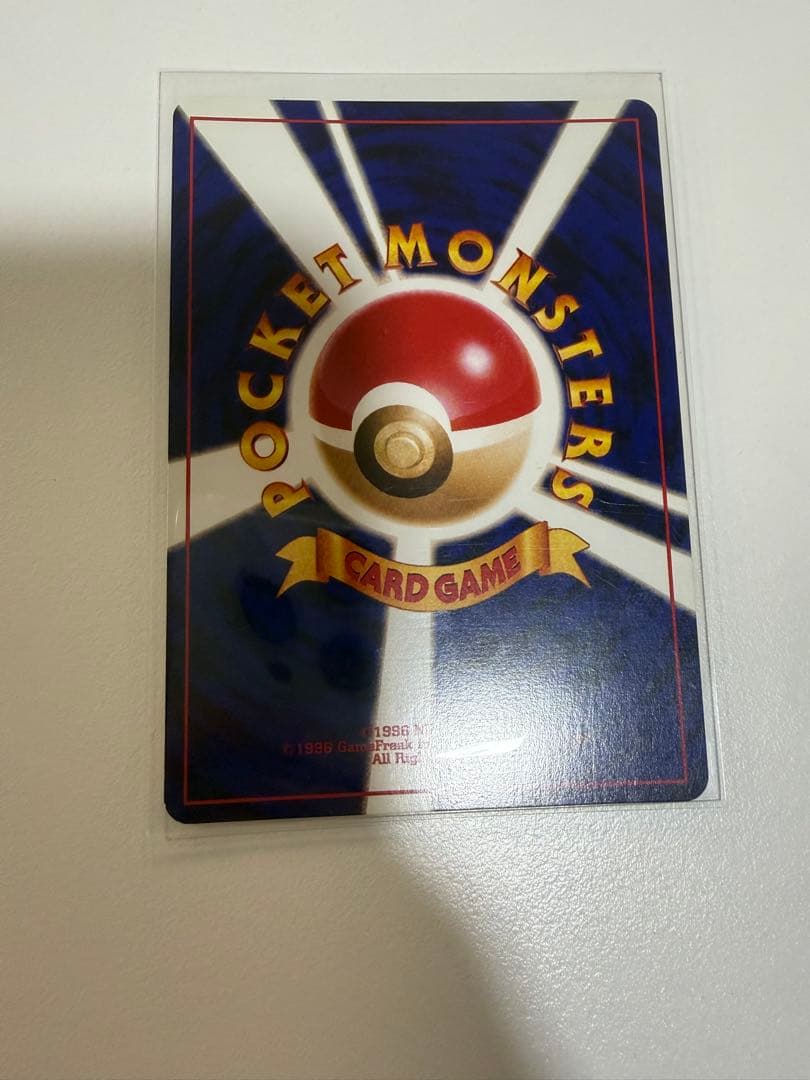 POCKET MONSTERS
CARD GAME
©1996
©1996 GameFreak
All